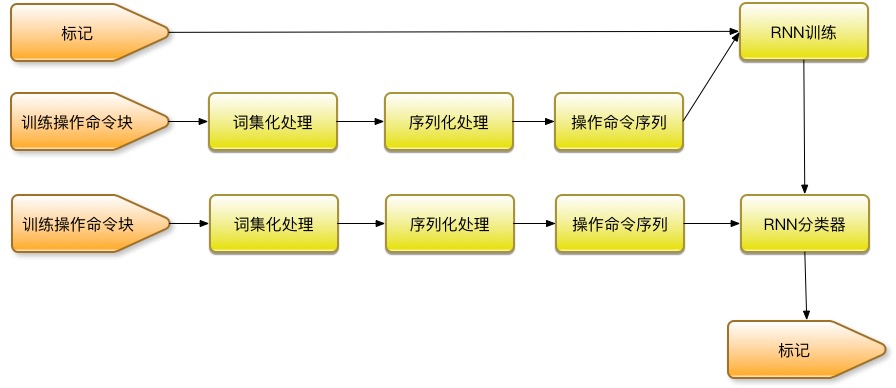 标记
RNN训练
训练操作命令块
词集化处理
序列化处理
操作命令序列
训练操作命令块
词集化处理
序列化处理
操作命令序列
RNN分类器
标记